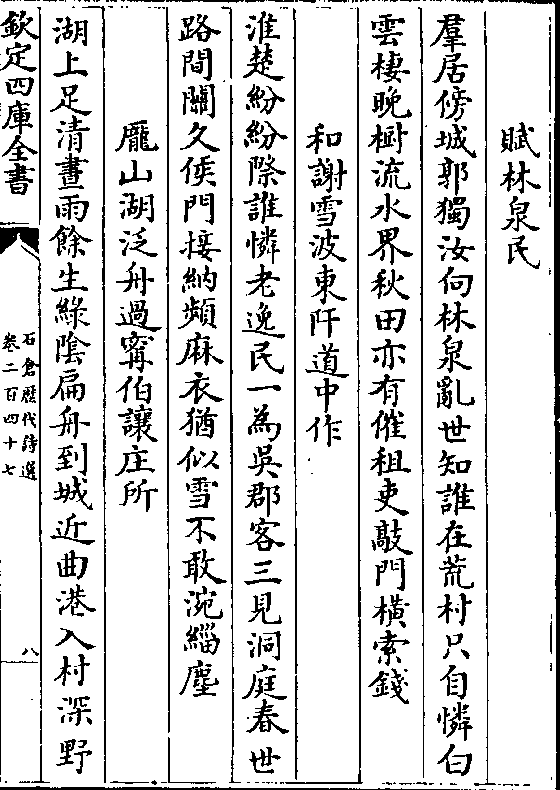 賦林泉民
羣居傍城郭獨汝向林泉亂世知誰在荒村只自憐白
雲棲晚樹流水界秋田亦有催租吏敲門橫索錢
和謝雪波東阡道中作
淮楚紛紛際誰憐老逸民一為吳郡客三見洞庭春世
路間關久侯門接納頻麻衣猶似雪不敢涴緇塵
龎山湖泛舟過甯伯讓庄所
湖上足清晝雨餘生綠陰扁舟到城近曲港入村深野
欽定四庫全書
石倉歷代詩選
卷二百四十七
八